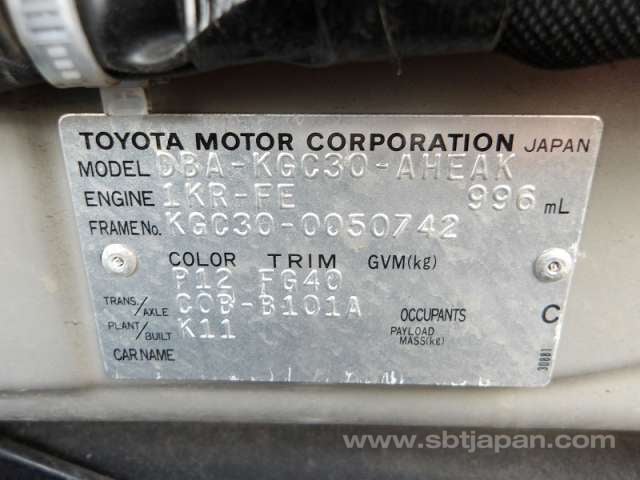 TOYOTA MOTOR CORPORATION JAPAN
MODEL DBA-KGC30-AHEAK
ENGINE 1KR-FE 996 mL
FRAME No. KGC30-0050742
COLOR TRIM GVM(kg)
P12 FG40
TRANS./AXLE C0B-B101A OCCUPANTS C
PLANT/BUILT K11 PAYLOAD MASS(kg)
CAR NAME
30881
www.sbtjapan.com